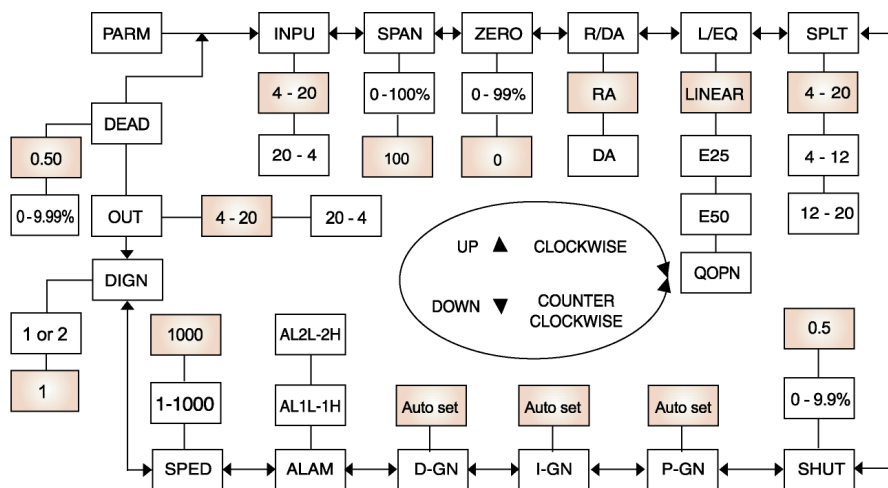 PARM
INPU
SPAN
ZERO
R/DA
L/EQ
SPLT
4 - 20
0 -100%
0 - 99%
RA
LINEAR
4 - 20
DEAD
0.50
20 - 4
100
0
DA
E25
4 - 12
0 - 9.99%
OUT
4 - 20
20 - 4
E50
12 - 20
UP ▲ CLOCKWISE
DIGN
QOPN
DOWN ▼ COUNTER
CLOCKWISE
1 or 2
1000
AL2L-2H
0.5
1
1-1000
AL1L-1H
Auto set
Auto set
Auto set
0 - 9.9%
SPED
ALAM
D-GN
I-GN
P-GN
SHUT